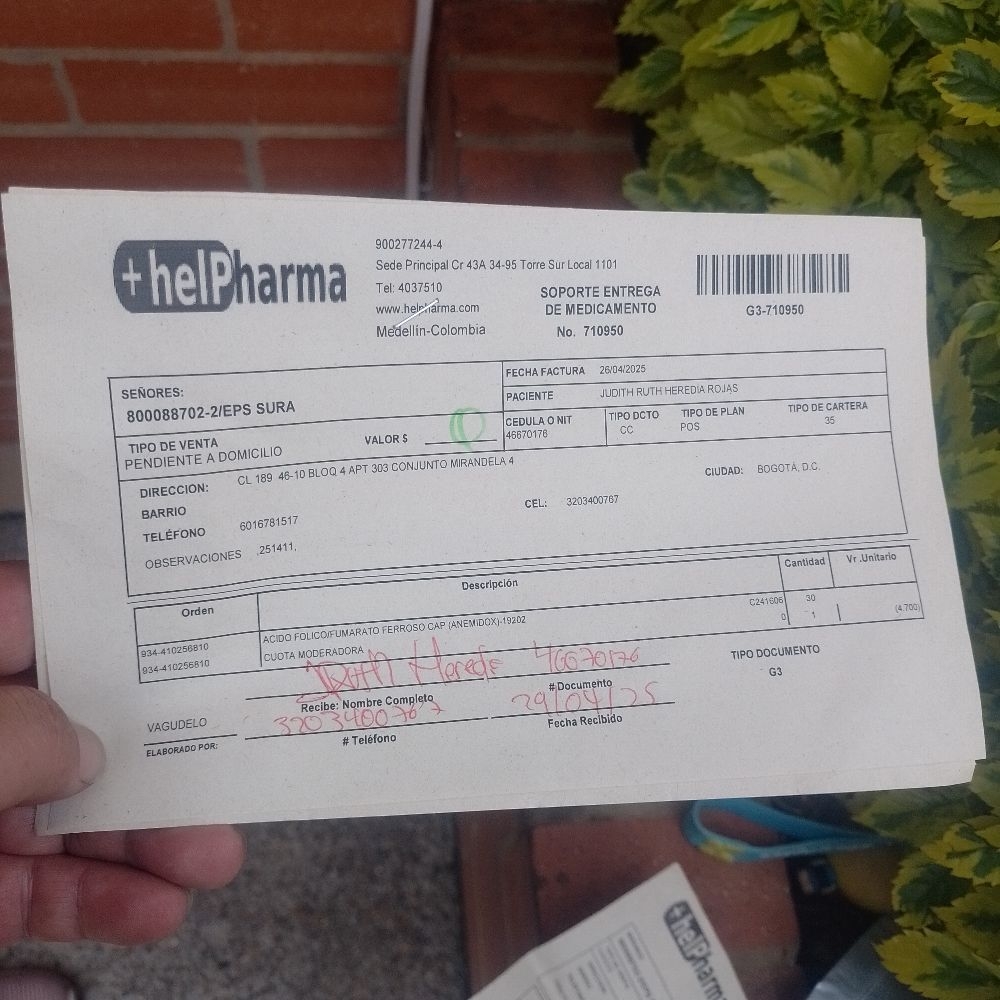 +helPharma
900277244-4
Sede Principal Cr 43A 34-95 Torre Sur Local 1101
Tel: 4037510
www.helpharma.com
Medellín-Colombia
SOPORTE ENTREGA
DE MEDICAMENTO
No. 710950
G3-710950
SEÑORES:
800088702-2/EPS SURA
FECHA FACTURA 26/04/2025
PACIENTE JUDITH RUTH HEREDIA ROJAS
TIPO DE VENTA
PENDIENTE A DOMICILIO
VALOR $ 0
CEDULA O NIT
46670176
TIPO DCTO
CC
TIPO DE PLAN
POS
TIPO DE CARTERA
35
DIRECCION: CL 189 46-10 BLOQ 4 APT 303 CONJUNTO MIRANDELA 4
CIUDAD: BOGOTÁ, D.C.
BARRIO
TELÉFONO 6016781517
CEL: 3203400767
OBSERVACIONES ,251411,
Orden Descripción Cantidad Vr.Unitario
934-410256810 ACIDO FOLICO/FUMARATO FERROSO CAP (ANEMIDOX)-19202 C241606 30
934-410256810 CUOTA MODERADORA 0 1 (4,700)
46670176
Recibe: Nombre Completo #Documento
TIPO DOCUMENTO
G3
VAGUDELO
ELABORADO POR:
3203400767 29/04/25
# Teléfono Fecha Recibido
+helPharma